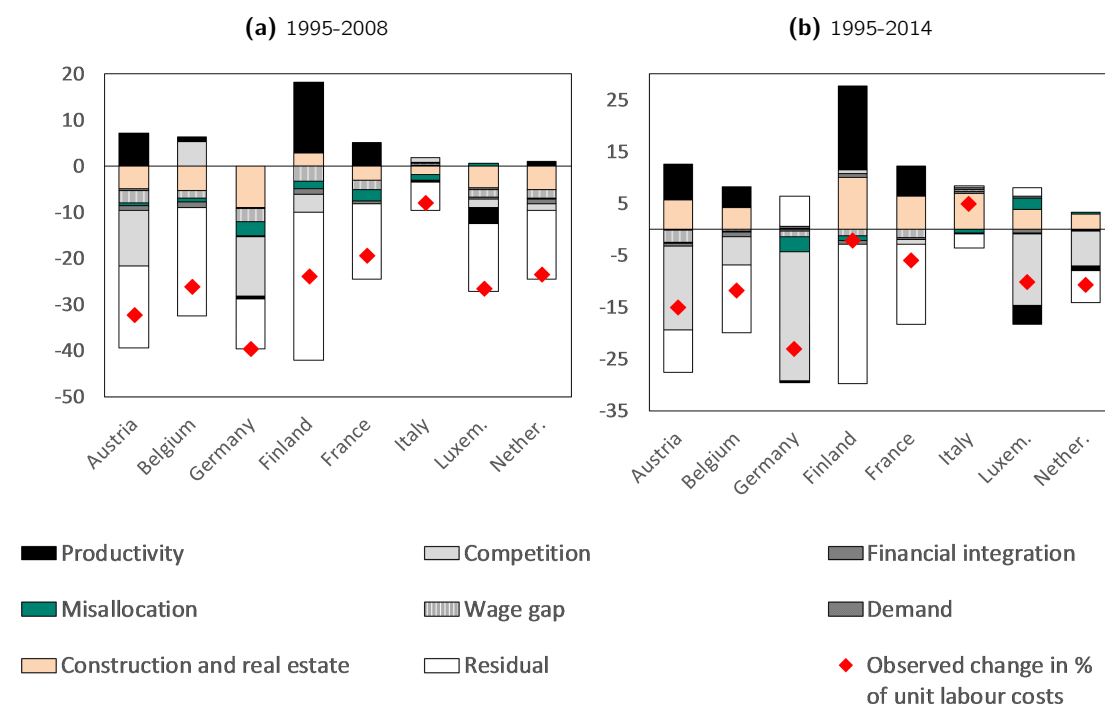 (a) 1995-2008
20
10
0
-10
-20
-30
-40
-50
Austria
Belgium
Germany
Finland
France
Italy
Luxem.
Nether.
(b) 1995-2014
25
15
5
-5
-15
-25
-35
Austria
Belgium
Germany
Finland
France
Italy
Luxem.
Nether.
Productivity
Competition
Financial integration
Misallocation
Wage gap
Demand
Construction and real estate
Residual
Observed change in %
of unit labour costs